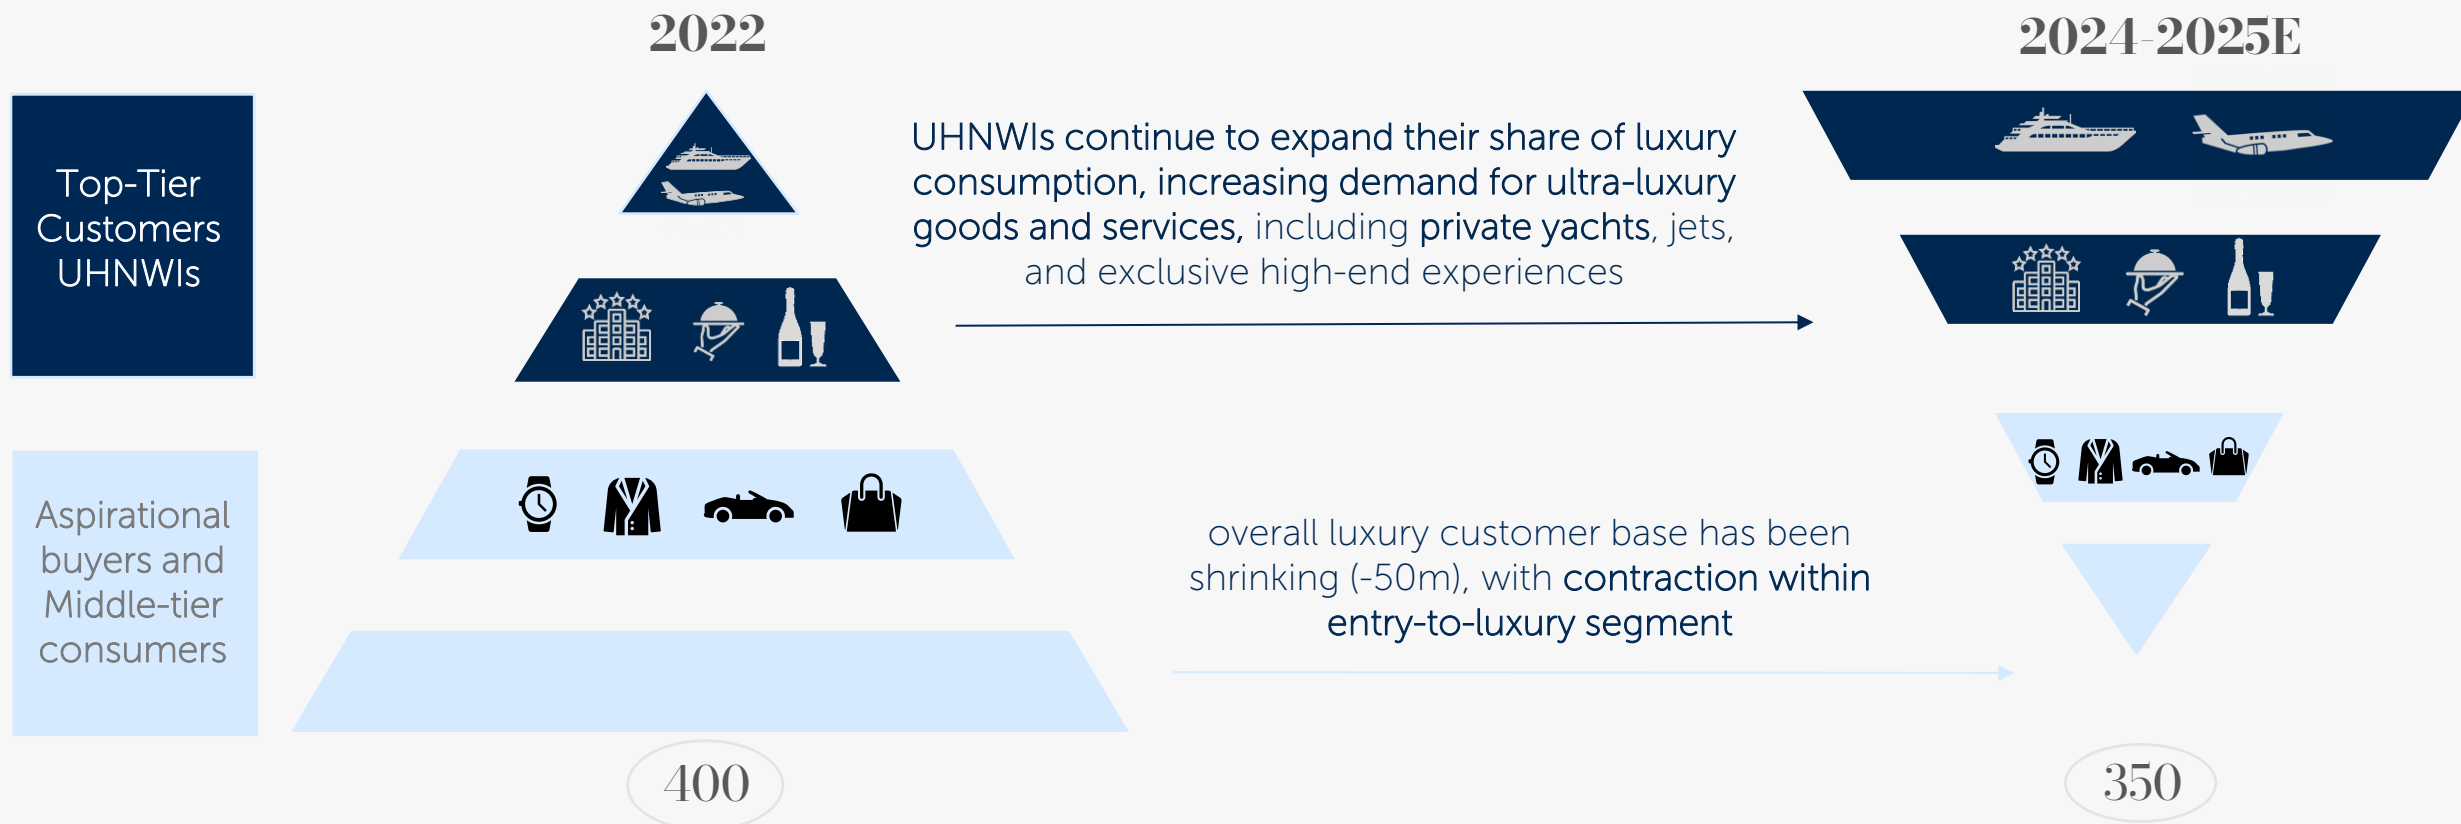 2022
2024-2025E
Top-Tier
Customers
UHNWIs
UHNWIs continue to expand their share of luxury
consumption, increasing demand for ultra-luxury
goods and services, including private yachts, jets,
and exclusive high-end experiences
Aspirational
buyers and
Middle-tier
consumers
overall luxury customer base has been
shrinking (-50m), with contraction within
entry-to-luxury segment
400
350